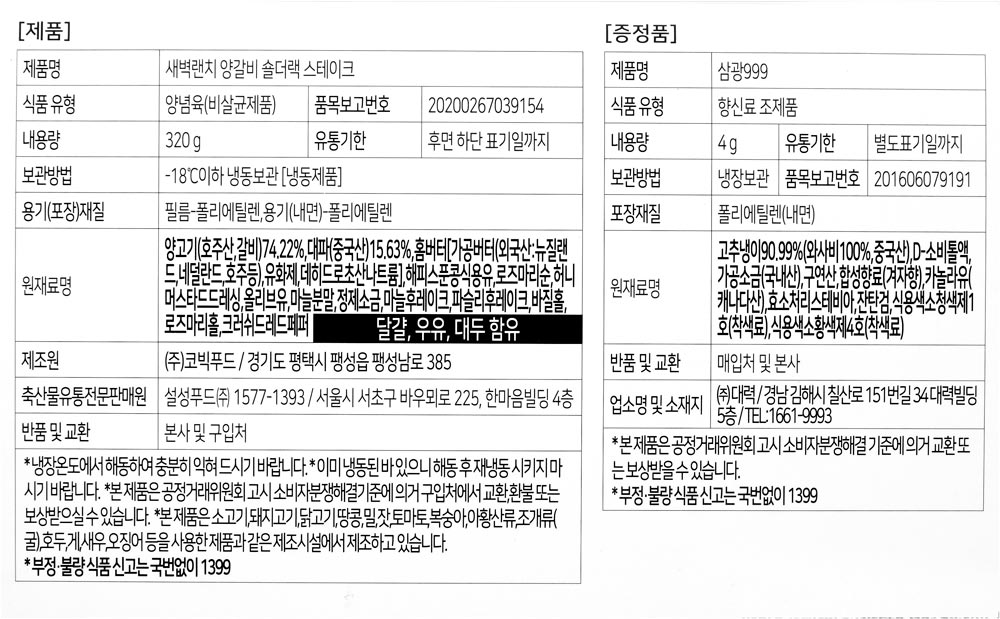 [제품]
제품명 새벽랜치 양갈비 숄더랙 스테이크
식품 유형 양념육(비살균제품) 품목보고번호 20200267039154
내용량 320 g 유통기한 후면 하단 표기일까지
보관방법 -18℃이하 냉동보관 [냉동제품]
용기(포장)재질 필름-폴리에틸렌,용기(내면)-폴리에틸렌
원재료명 양고기(호주산,갈비)74.22%,대파(중국산)15.63%,홈버터[가공버터(외국산:뉴질랜
드,네덜란드,호주등),유화제,데히드로초산나트륨],해피스푼콩식용유,로즈마리순,허니
머스타드드레싱,올리브유,마늘분말,정제소금,마늘후레이크,파슬리후레이크,바질홀,
로즈마리홀,크러쉬드레드페퍼 달걀, 우유, 대두 함유
제조원 (주)코빅푸드 / 경기도 평택시 팽성읍 팽성남로 385
축산물유통전문판매원 설성푸드㈜ 1577-1393 / 서울시 서초구 바우뫼로 225, 한마음빌딩 4층
반품 및 교환 본사 및 구입처
*냉장온도에서 해동하여 충분히 익혀 드시기 바랍니다. *이미 냉동된 바 있으니 해동 후 재냉동 시키지 마
시기 바랍니다. *본 제품은 공정거래위원회 고시 소비자분쟁해결기준에 의거 구입처에서 교환,환불 또는
보상받으실 수 있습니다. *본 제품은 소고기,돼지고기,닭고기,땅콩,밀,잣,토마토,복숭아,아황산류,조개류(
굴),호두,게,새우,오징어 등을 사용한 제품과 같은 제조시설에서 제조하고 있습니다.
*부정·불량 식품 신고는 국번없이 1399
[증정품]
제품명 삼광999
식품 유형 향신료 조제품
내용량 4 g 유통기한 별도표기일까지
보관방법 냉장보관 품목보고번호 201606079191
포장재질 폴리에틸렌(내면)
원재료명 고추냉이90.99%(와사비100%,중국산),D-소비톨액,
가공소금(국내산),구연산,합성향료(겨자향),카놀라유(
캐나다산),효소처리스테비아,잔탄검,식용색소청색제1
호(착색료),식용색소황색제4호(착색료)
반품 및 교환 매입처 및 본사
업소명 및 소재지 ㈜대력 / 경남 김해시 칠산로 151번길 34 대력빌딩
5층 / TEL:1661-9993
*본 제품은 공정거래위원회 고시 소비자분쟁해결 기준에 의거 교환 또
는 보상받을 수 있습니다.
*부정·불량 식품 신고는 국번없이 1399